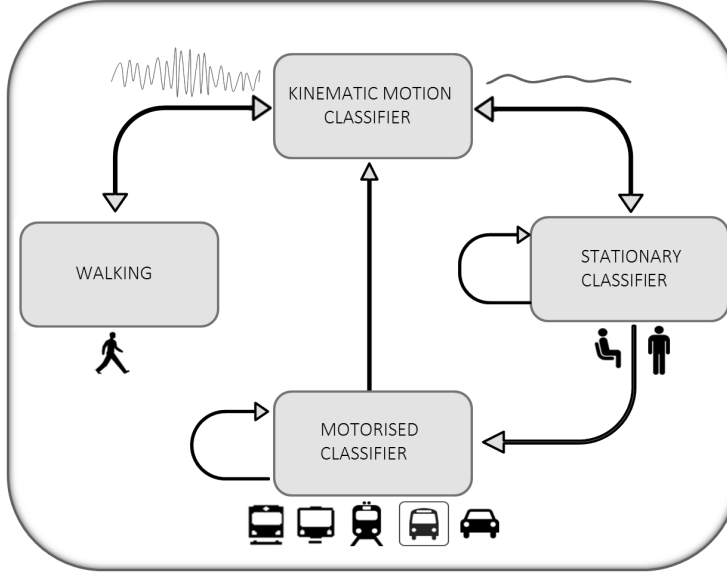 KINEMATIC MOTION
CLASSIFIER
WALKING
STATIONARY
CLASSIFIER
MOTORISED
CLASSIFIER